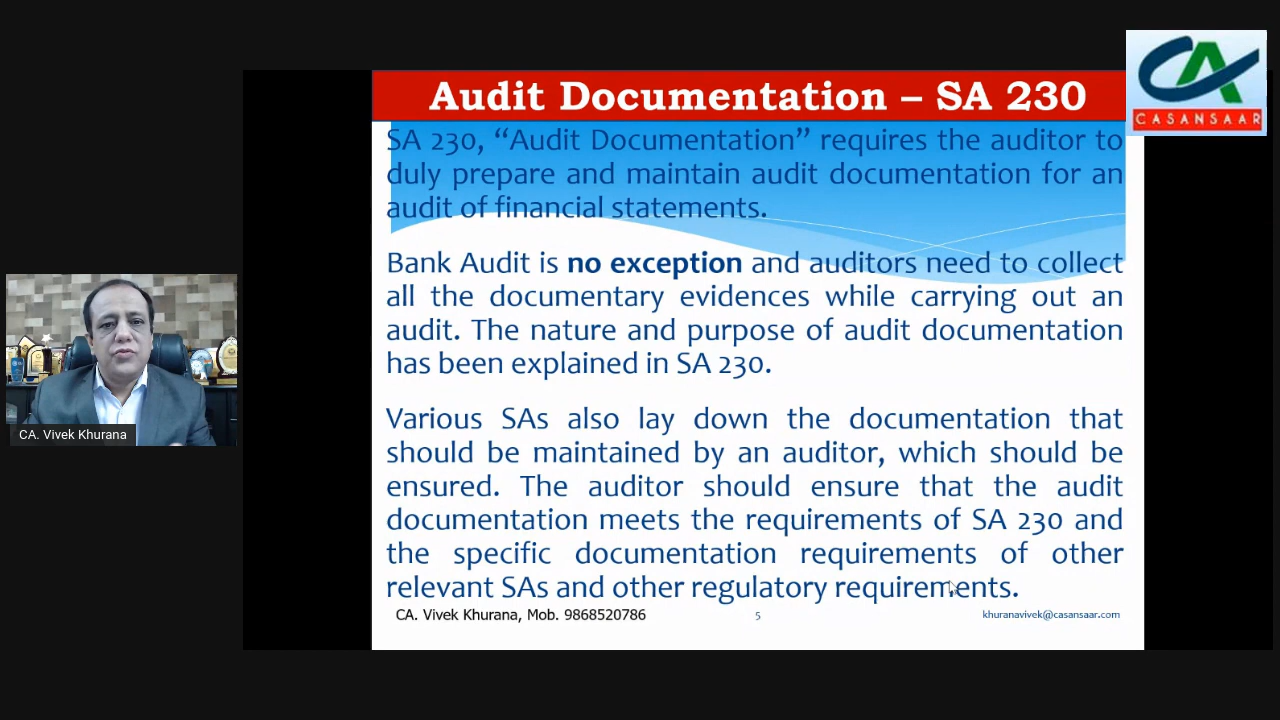 Audit Documentation – SA 230
CASANSAAR
SA 230, “Audit Documentation” requires the auditor to
duly prepare and maintain audit documentation for an
audit of financial statements.
Bank Audit is no exception and auditors need to collect
all the documentary evidences while carrying out an
audit. The nature and purpose of audit documentation
has been explained in SA 230.
Various SAs also lay down the documentation that
should be maintained by an auditor, which should be
ensured. The auditor should ensure that the audit
documentation meets the requirements of SA 230 and
the specific documentation requirements of other
relevant SAs and other regulatory requirements.
CA. Vivek Khurana, Mob. 9868520786
5
khuranavivek@casansaar.com
CA. Vivek Khurana